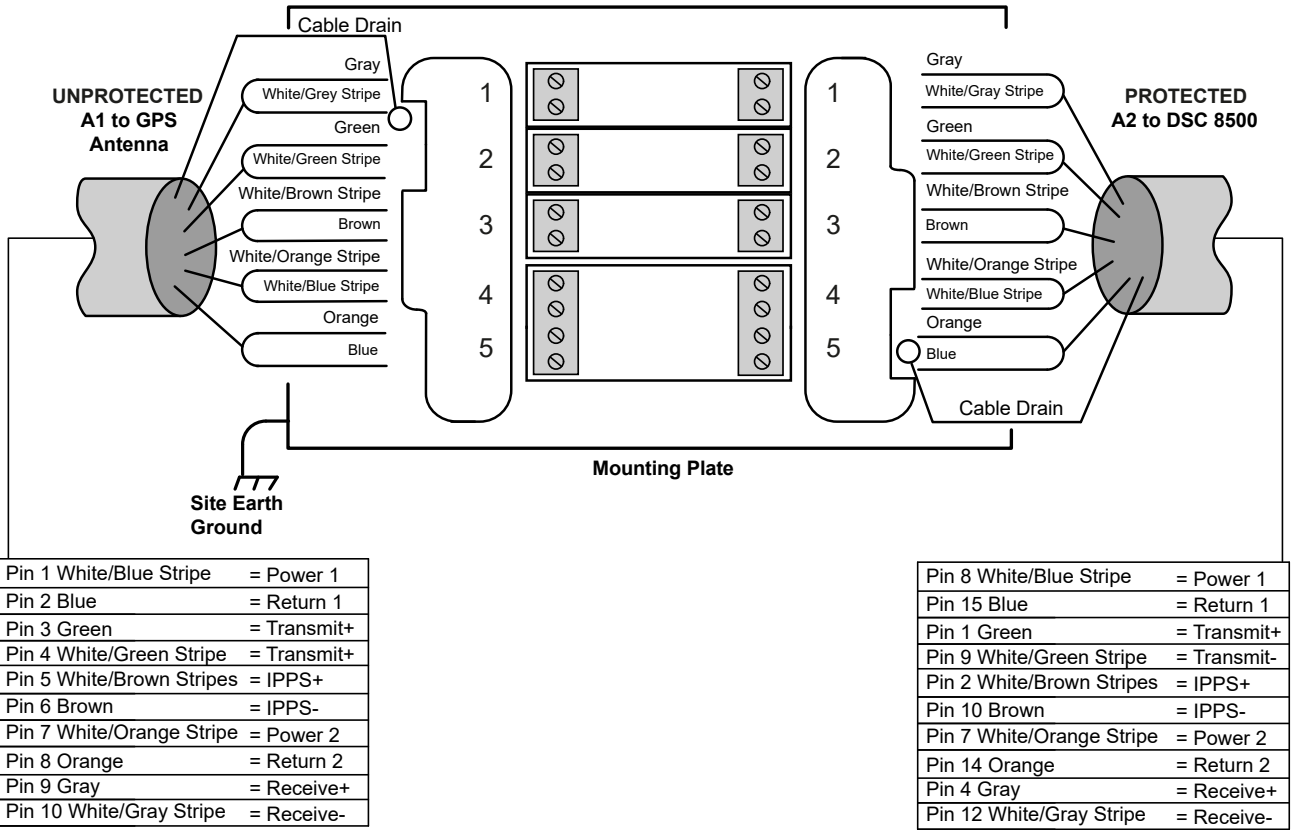 Cable Drain
UNPROTECTED
A1 to GPS
Antenna
Gray
White/Grey Stripe
Green
White/Green Stripe
White/Brown Stripe
Brown
White/Orange Stripe
White/Blue Stripe
Orange
Blue
1
2
3
4
5
1
2
3
4
5
Gray
White/Gray Stripe
Green
White/Green Stripe
White/Brown Stripe
Brown
White/Orange Stripe
White/Blue Stripe
Orange
Blue
PROTECTED
A2 to DSC 8500
Cable Drain
Mounting Plate
Site Earth
Ground
Pin 1 White/Blue Stripe = Power 1
Pin 2 Blue = Return 1
Pin 3 Green = Transmit+
Pin 4 White/Green Stripe = Transmit+
Pin 5 White/Brown Stripes = IPPS+
Pin 6 Brown = IPPS-
Pin 7 White/Orange Stripe = Power 2
Pin 8 Orange = Return 2
Pin 9 Gray = Receive+
Pin 10 White/Gray Stripe = Receive-
Pin 8 White/Blue Stripe = Power 1
Pin 15 Blue = Return 1
Pin 1 Green = Transmit+
Pin 9 White/Green Stripe = Transmit-
Pin 2 White/Brown Stripes = IPPS+
Pin 10 Brown = IPPS-
Pin 7 White/Orange Stripe = Power 2
Pin 14 Orange = Return 2
Pin 4 Gray = Receive+
Pin 12 White/Gray Stripe = Receive-